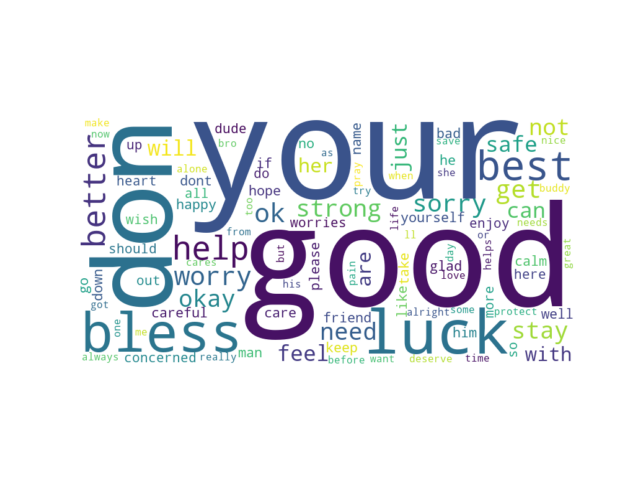 make
now
up
will
dude
bro
no
as
her
if
do
name
just
bad
save
he
she
safe
not
nice
better
don
your
best
heart
dont
alone
all
happy
hope
pray
try
when
get
buddy
wish
too
ok
strong
life
sorry
yourself
can
enjoy
needs
or
should
help
worries
from
but
good
ll
day
helps
calm
here
great
go
down
out
cares
worry
his
please
pain
are
like
take
glad
love
more
got
okay
careful
care
friend
alright
some
protect
well
bless
one
me
need
luck
him
stay
always
concerned
really
man
feel
keep
before
want
deserve
time
so
with